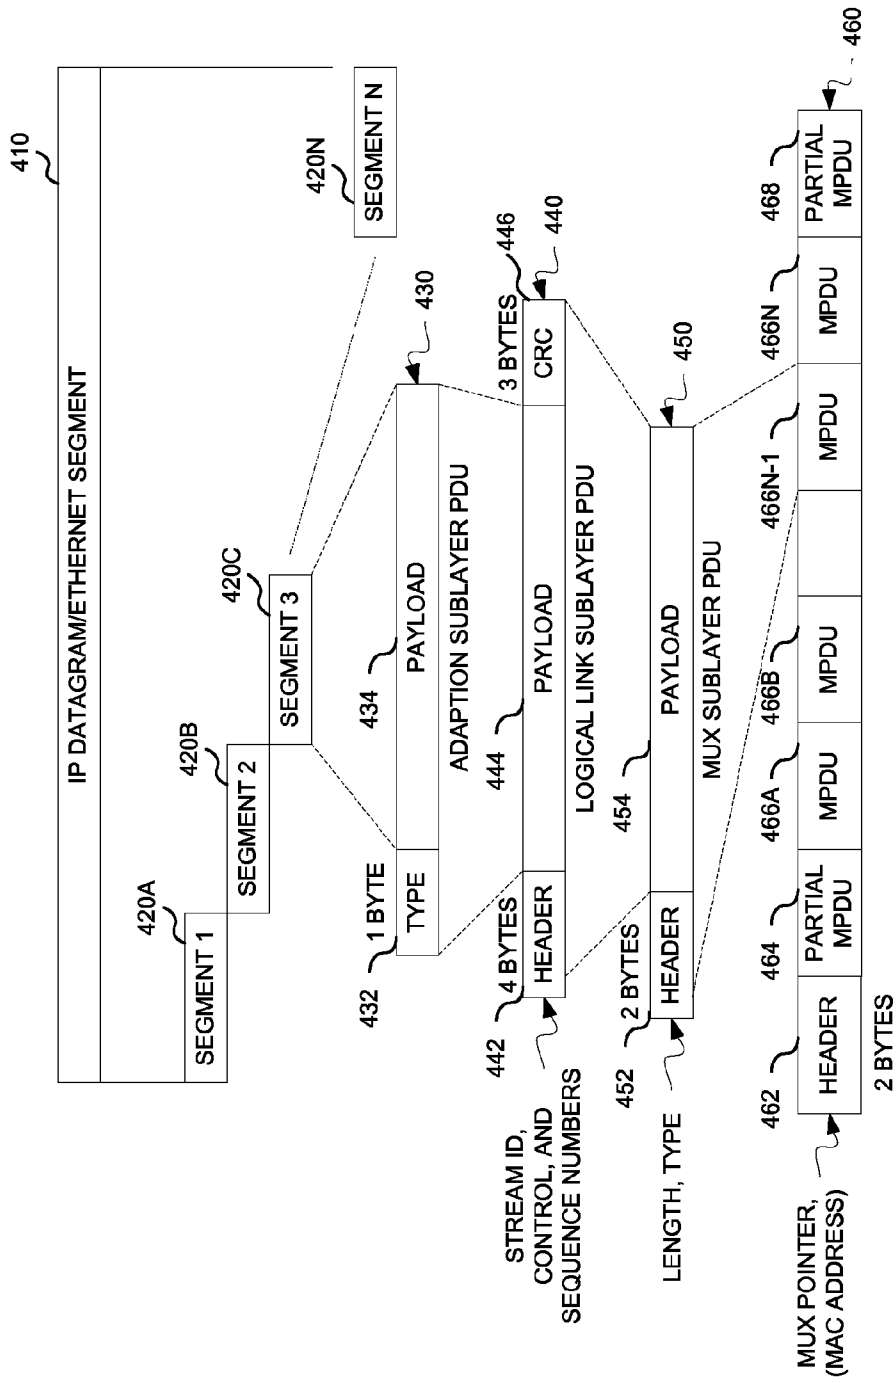 410
IP DATAGRAM/ETHERNET SEGMENT
420A
SEGMENT 1
420B
SEGMENT 2
420C
SEGMENT 3
420N
SEGMENT N
430
432
1 BYTE
TYPE
434
PAYLOAD
ADAPTION SUBLAYER PDU
440
442
4 BYTES
HEADER
444
PAYLOAD
3 BYTES
446
CRC
LOGICAL LINK SUBLAYER PDU
STREAM ID,
CONTROL, AND
SEQUENCE NUMBERS
450
452
2 BYTES
HEADER
454
PAYLOAD
MUX SUBLAYER PDU
LENGTH, TYPE
460
462
HEADER
2 BYTES
464
PARTIAL
MPDU
466A
MPDU
466B
MPDU
466N-1
MPDU
466N
MPDU
468
PARTIAL
MPDU
MUX POINTER,
(MAC ADDRESS)